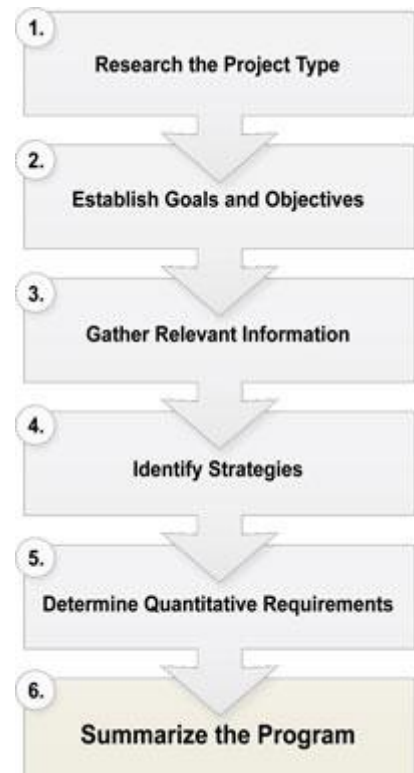 1.
Research the Project Type
2.
Establish Goals and Objectives
3.
Gather Relevant Information
4.
Identify Strategies
5.
Determine Quantitative Requirements
6.
Summarize the Program